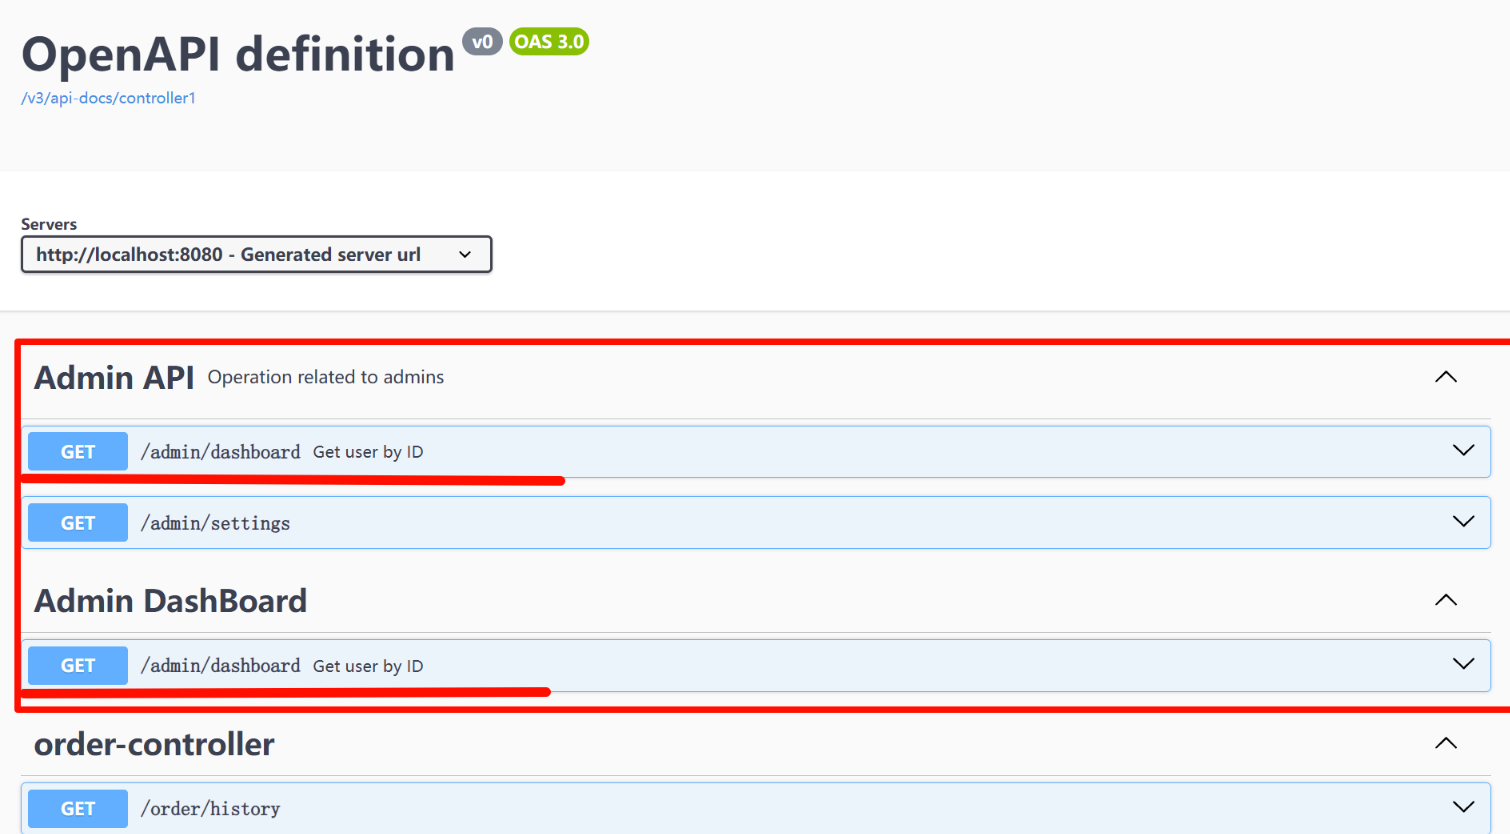 OpenAPI definition v0 OAS 3.0
/v3/api-docs/controller1
Servers
http://localhost:8080 - Generated server url
Admin API Operation related to admins
GET /admin/dashboard Get user by ID
GET /admin/settings
Admin DashBoard
GET /admin/dashboard Get user by ID
order-controller
GET /order/history